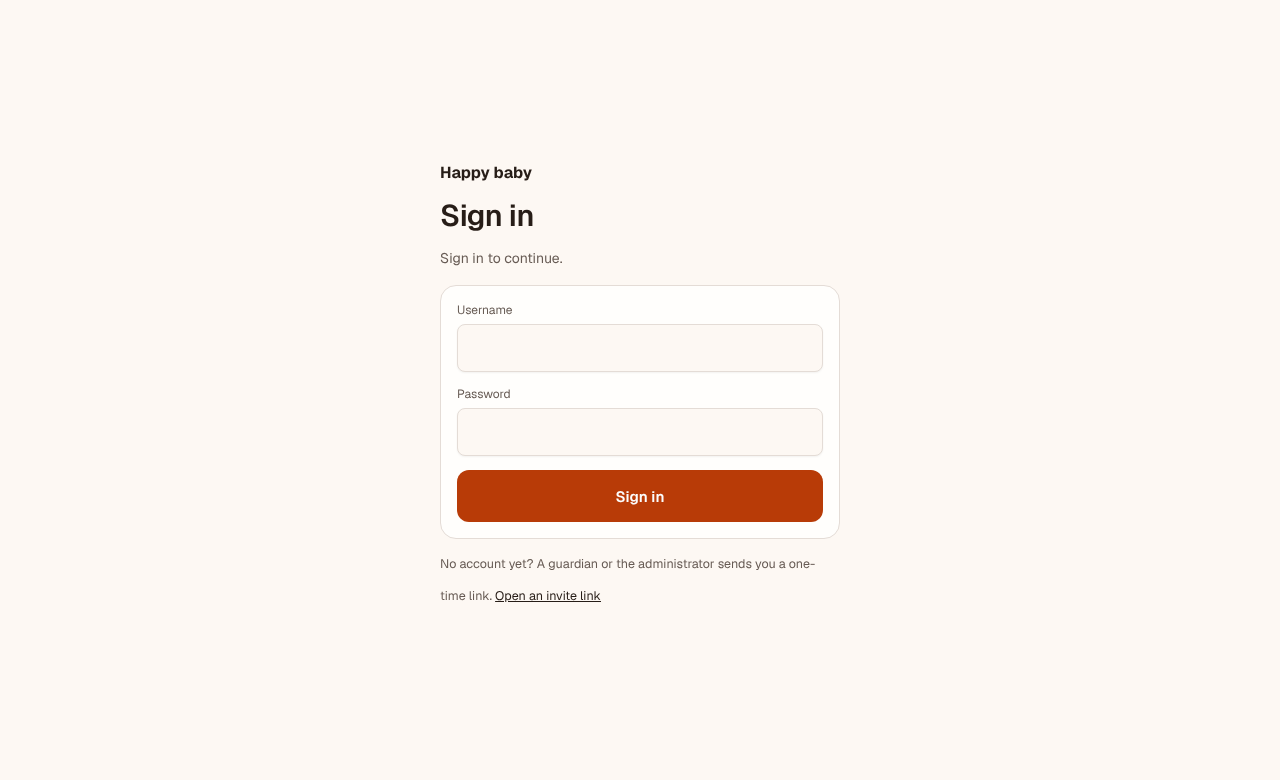 Happy baby
Sign in
Sign in to continue.
Username
Password
Sign in
No account yet? A guardian or the administrator sends you a one-
time link. Open an invite link